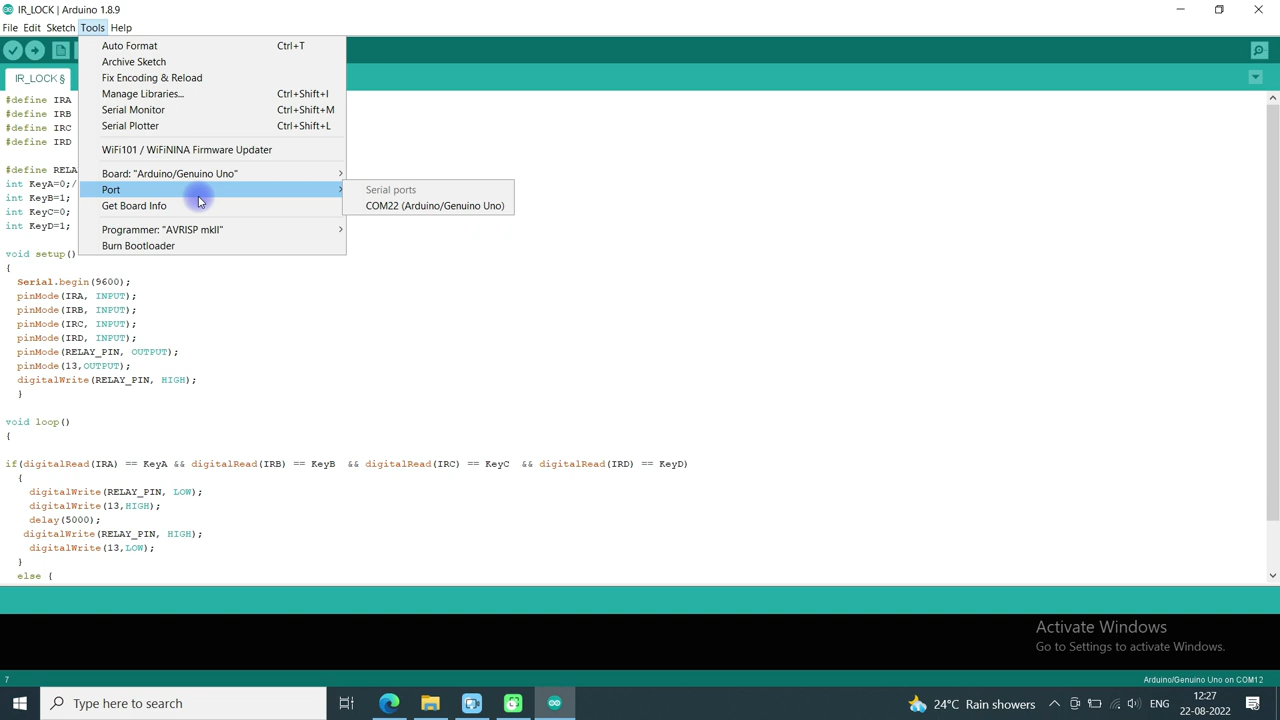 IR_LOCK | Arduino 1.8.9
File Edit Sketch Tools Help
Auto Format Ctrl+T
Archive Sketch
Fix Encoding & Reload
Manage Libraries... Ctrl+Shift+I
Serial Monitor Ctrl+Shift+M
Serial Plotter Ctrl+Shift+L
WiFi101 / WiFiNINA Firmware Updater
Board: "Arduino/Genuino Uno"
Port
Get Board Info
Programmer: "AVRISP mkII"
Burn Bootloader
Serial ports
COM22 (Arduino/Genuino Uno)
IR_LOCK §
#define IRA
#define IRB
#define IRC
#define IRD
#define RELA
int KeyA=0;/
int KeyB=1;
int KeyC=0;
int KeyD=1;
void setup()
{
Serial.begin(9600);
pinMode(IRA, INPUT);
pinMode(IRB, INPUT);
pinMode(IRC, INPUT);
pinMode(IRD, INPUT);
pinMode(RELAY_PIN, OUTPUT);
pinMode(13,OUTPUT);
digitalWrite(RELAY_PIN, HIGH);
}
void loop()
{
if(digitalRead(IRA) == KeyA && digitalRead(IRB) == KeyB && digitalRead(IRC) == KeyC && digitalRead(IRD) == KeyD)
{
digitalWrite(RELAY_PIN, LOW);
digitalWrite(13,HIGH);
delay(5000);
digitalWrite(RELAY_PIN, HIGH);
digitalWrite(13,LOW);
}
else {
Activate Windows
Go to Settings to activate Windows.
7 Arduino/Genuino Uno on COM12
Type here to search
24°C Rain showers
ENG
12:27
22-08-2022